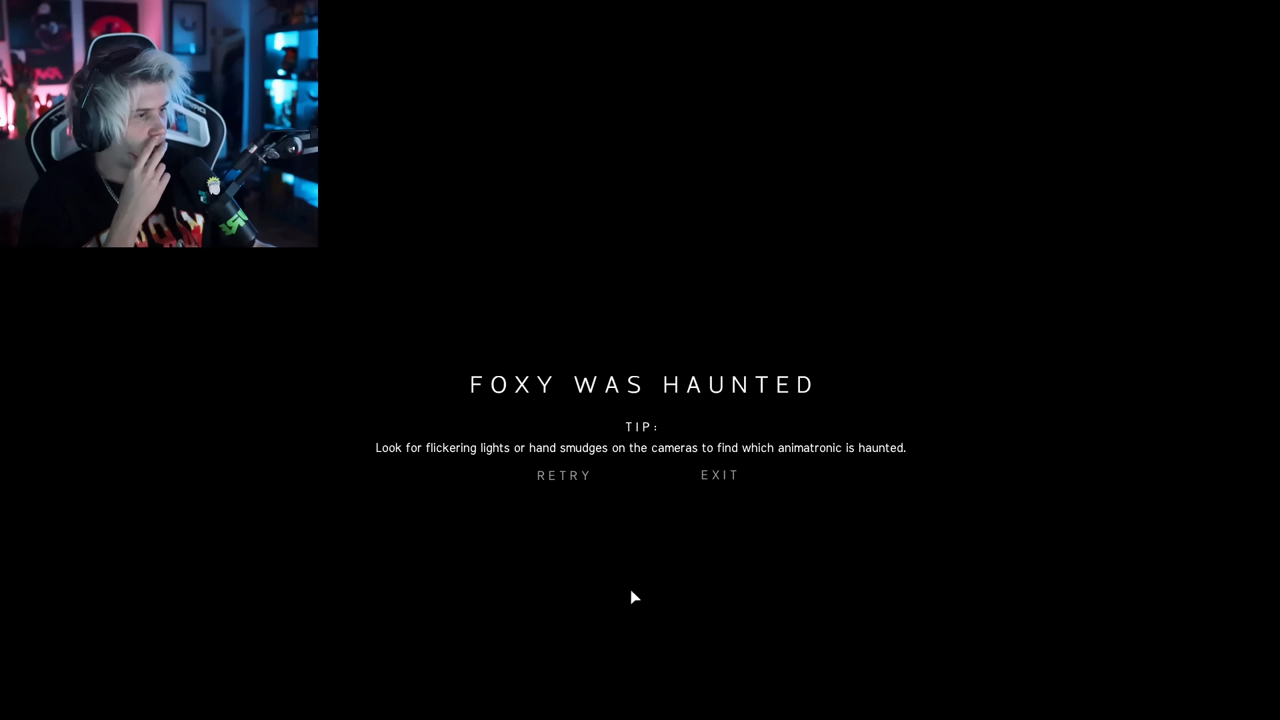 FOXY WAS HAUNTED
TIP:
Look for flickering lights or hand smudges on the cameras to find which animatronic is haunted.
RETRY
EXIT